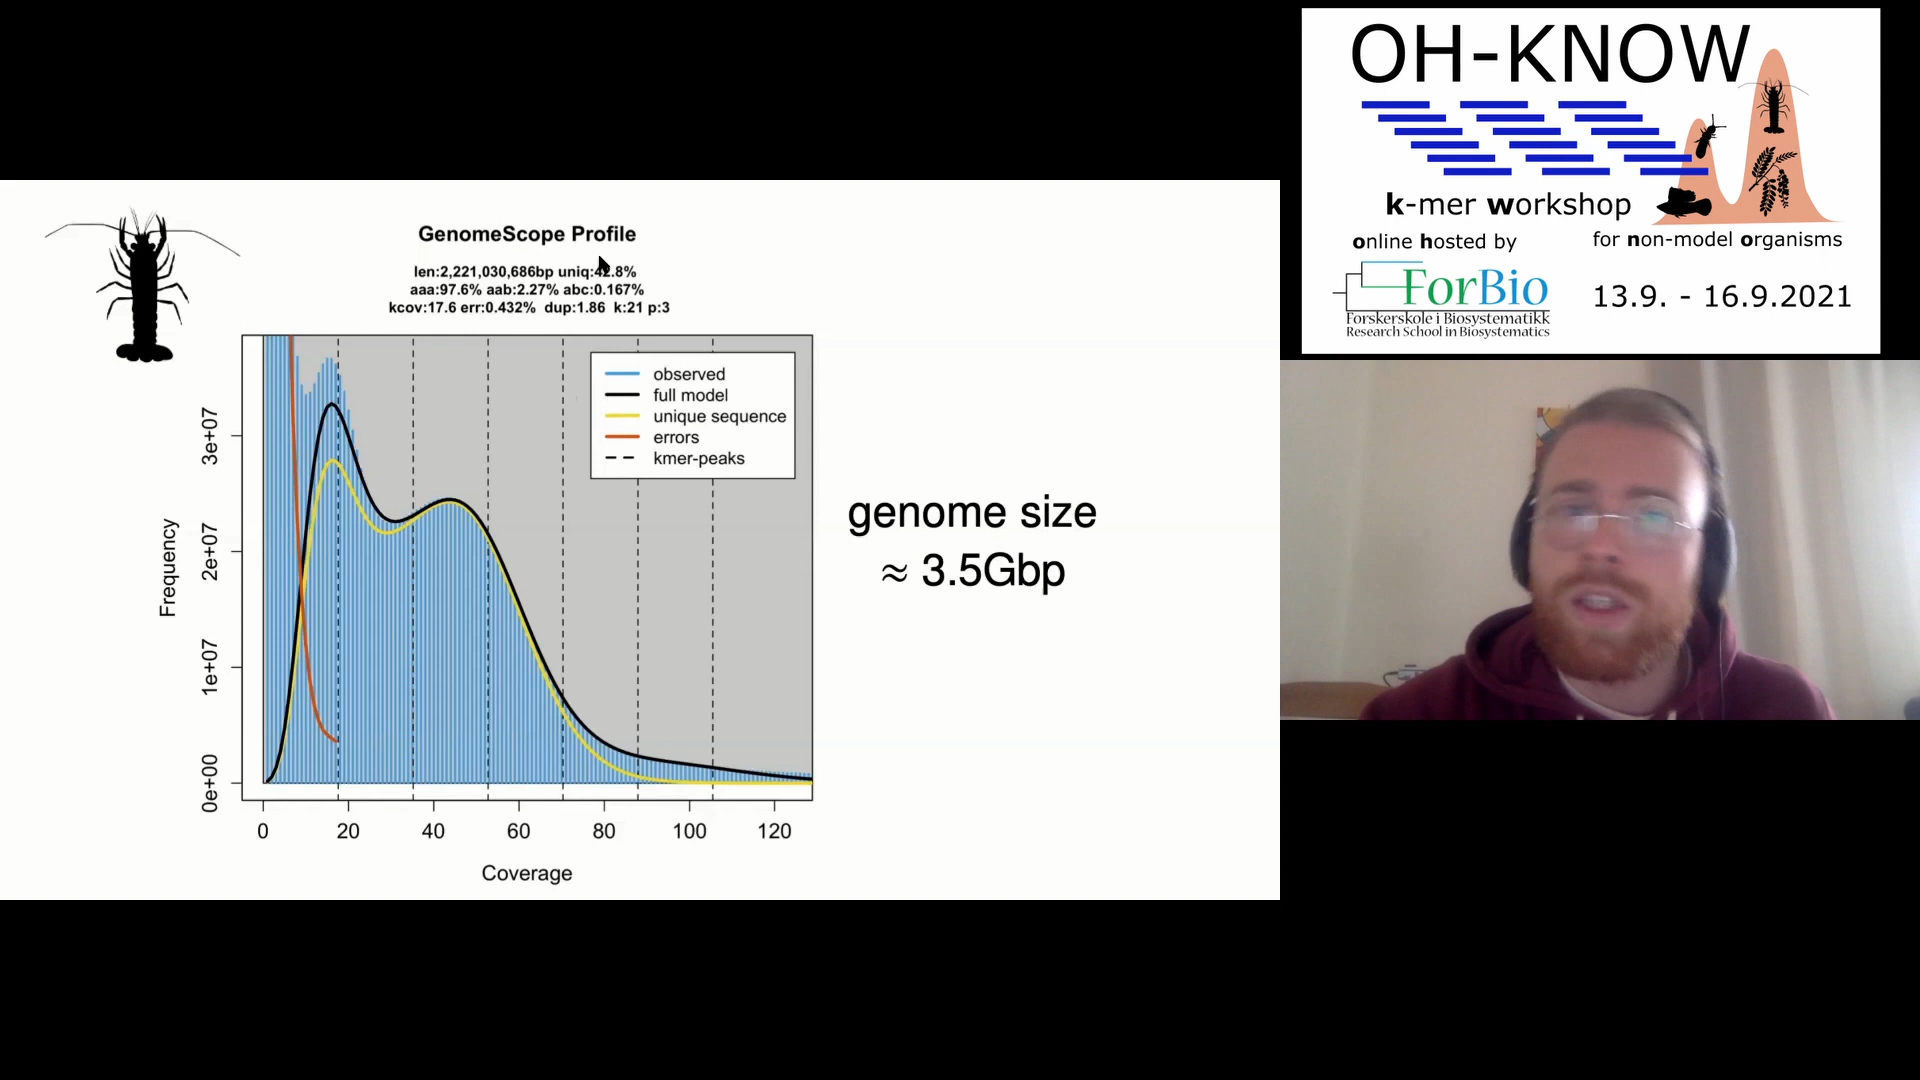 GenomeScope Profile
len:2,221,030,686bp uniq:42.8%
aaa:97.6% aab:2.27% abc:0.167%
kcov:17.6 err:0.432% dup:1.86 k:21 p:3
observed
full model
unique sequence
errors
kmer-peaks
Frequency
0e+00 1e+07 2e+07 3e+07
0 20 40 60 80 100 120
Coverage
genome size
≈ 3.5Gbp
OH-KNOW
k-mer workshop
online hosted by
for non-model organisms
ForBio
Forskerskole i Biosystematikk
Research School in Biosystematics
13.9. - 16.9.2021